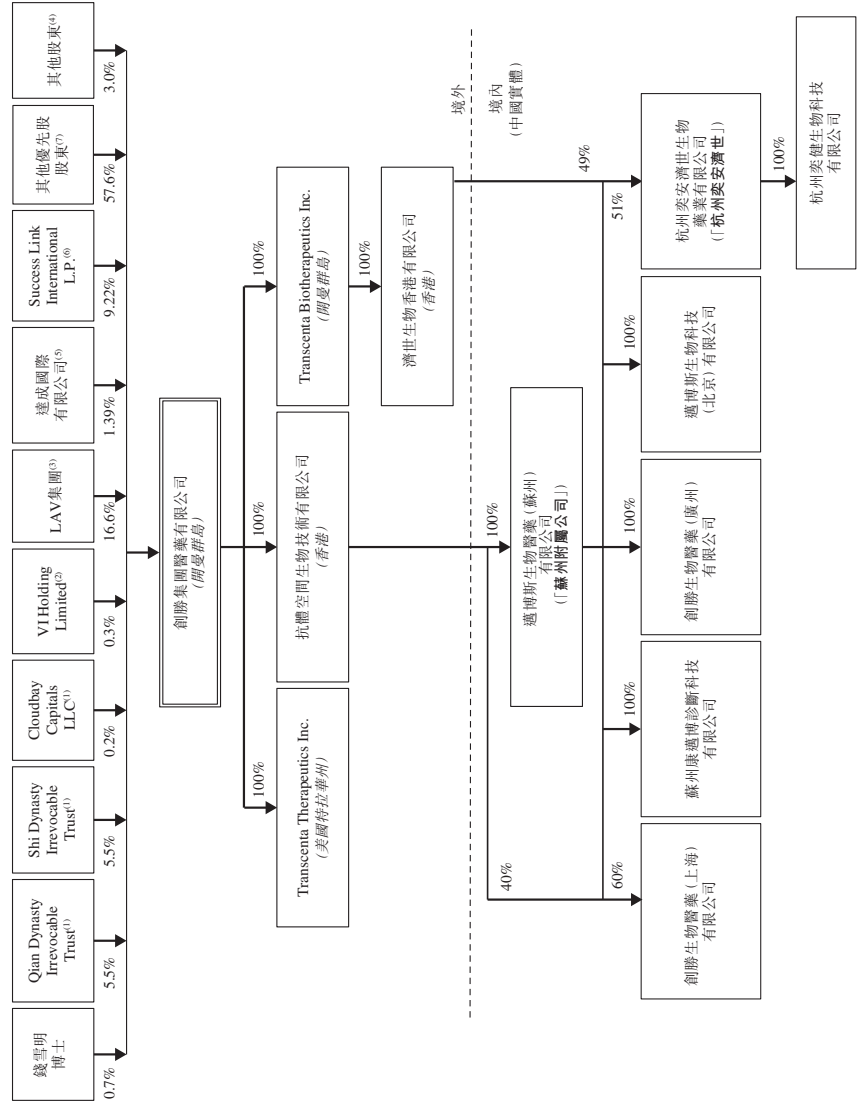 錢雪明
博士
Qian Dynasty
Irrevocable
Trust(1)
Shi Dynasty
Irrevocable
Trust(1)
Cloudbay
Capitals
LLC(1)
VI Holding
Limited(2)
LAV集團(3)
達成國際
有限公司(5)
Success Link
International
L.P.(6)
其他優先股
股東(7)
其他股東(4)
0.7%
5.5%
5.5%
0.2%
0.3%
16.6%
1.39%
9.22%
57.6%
3.0%
創勝集團醫藥有限公司
(開曼群島)
100%
100%
100%
Transcenta Therapeutics Inc.
(美國特拉華州)
抗體空間生物技術有限公司
(香港)
Transcenta Biotherapeutics Inc.
(開曼群島)
100%
濟世生物香港有限公司
(香港)
境外
境內
(中國實體)
40%
100%
49%
邁博斯生物醫藥(蘇州)
有限公司
(「蘇州附屬公司」)
60%
100%
100%
100%
51%
創勝生物醫藥(上海)
有限公司
蘇州康邁博診斷科技
有限公司
創勝生物醫藥(廣州)
有限公司
邁博斯生物科技
(北京)有限公司
杭州奕安濟世生物
藥業有限公司
(「杭州奕安濟世」)
100%
杭州奕健生物科技
有限公司